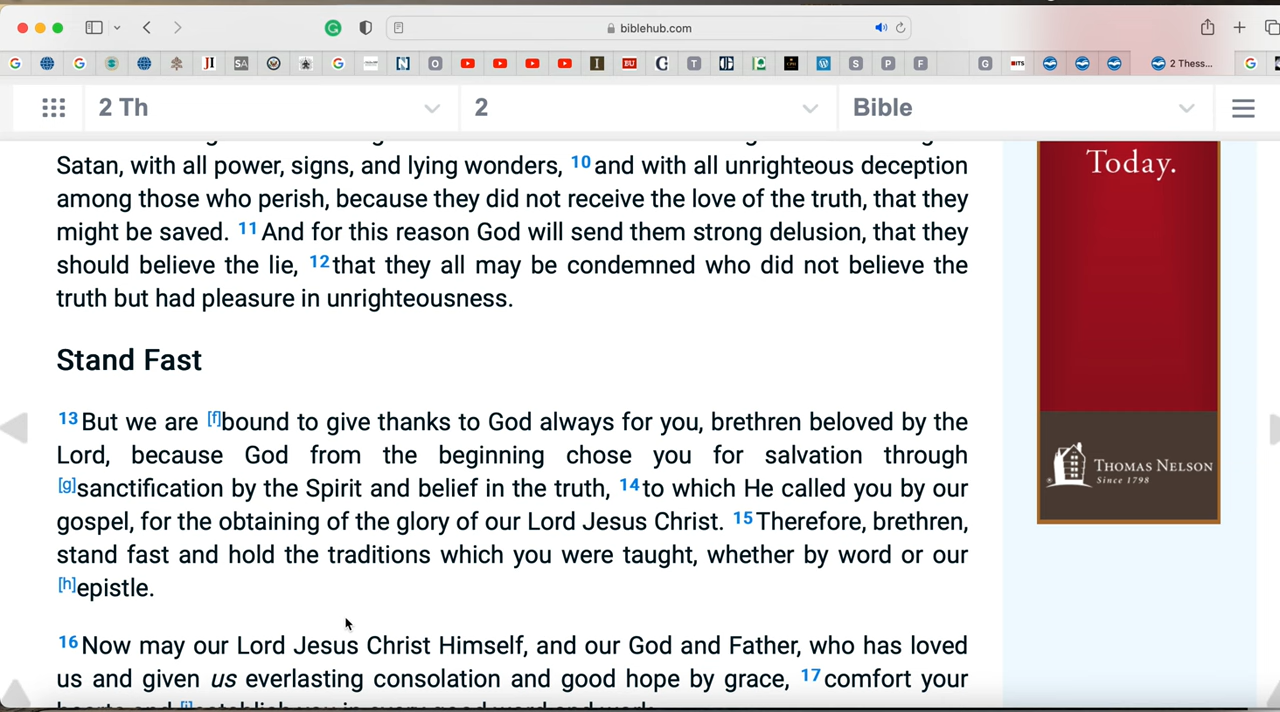 biblehub.com
2 Thess...
2 Th
2
Bible
Satan, with all power, signs, and lying wonders, 10 and with all unrighteous deception
among those who perish, because they did not receive the love of the truth, that they
might be saved. 11 And for this reason God will send them strong delusion, that they
should believe the lie, 12 that they all may be condemned who did not believe the
truth but had pleasure in unrighteousness.
Stand Fast
13 But we are [f]bound to give thanks to God always for you, brethren beloved by the
Lord, because God from the beginning chose you for salvation through
[g]sanctification by the Spirit and belief in the truth, 14 to which He called you by our
gospel, for the obtaining of the glory of our Lord Jesus Christ. 15 Therefore, brethren,
stand fast and hold the traditions which you were taught, whether by word or our
[h]epistle.
16 Now may our Lord Jesus Christ Himself, and our God and Father, who has loved
us and given us everlasting consolation and good hope by grace, 17 comfort your
Today.
THOMAS NELSON
Since 1798